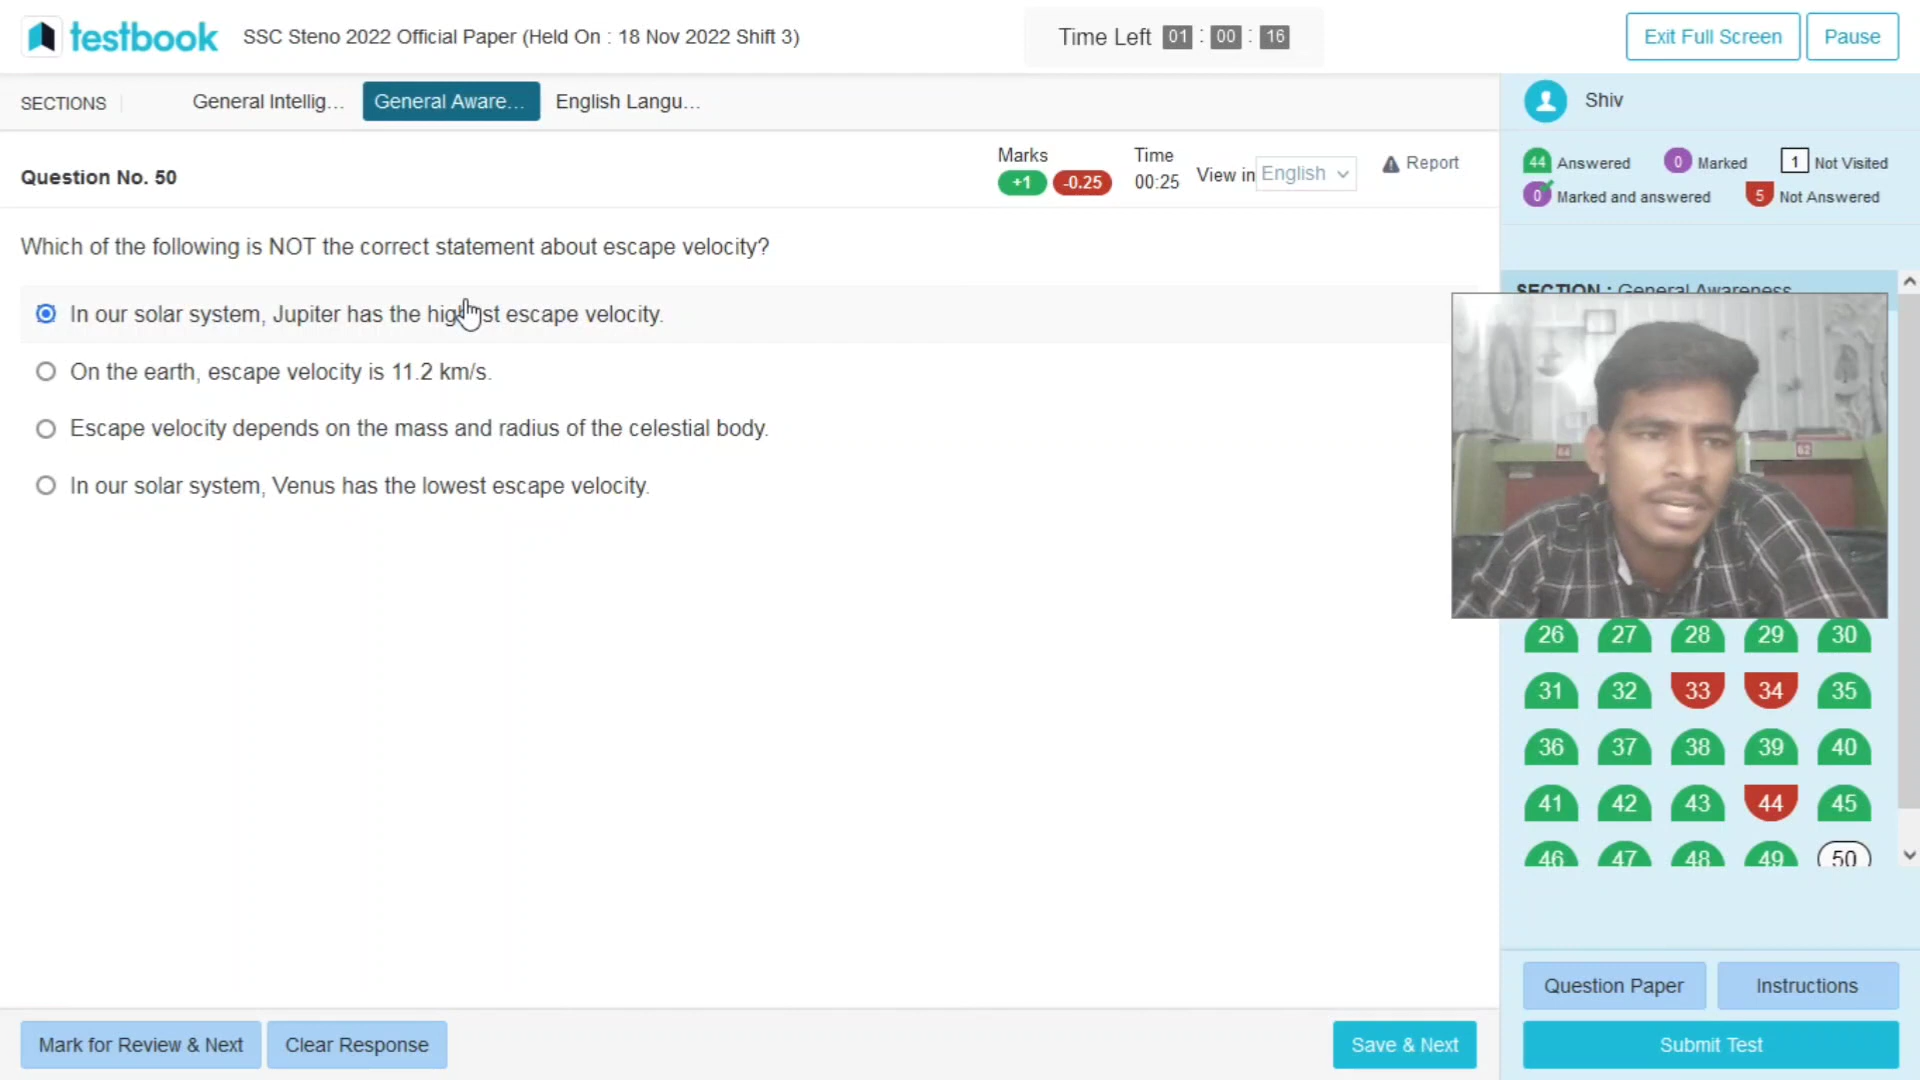 testbook SSC Steno 2022 Official Paper (Held On : 18 Nov 2022 Shift 3) Time Left 01 : 00 : 16 Exit Full Screen Pause
SECTIONS General Intellig... General Aware... English Langu... Shiv
Question No. 50 Marks +1 -0.25 Time 00:25 View in English Report
44 Answered 0 Marked 1 Not Visited
0 Marked and answered 5 Not Answered
Which of the following is NOT the correct statement about escape velocity?
In our solar system, Jupiter has the highest escape velocity.
On the earth, escape velocity is 11.2 km/s.
Escape velocity depends on the mass and radius of the celestial body.
In our solar system, Venus has the lowest escape velocity.
SECTION : General Awareness
26 27 28 29 30
31 32 33 34 35
36 37 38 39 40
41 42 43 44 45
46 47 48 49 50
Question Paper Instructions
Mark for Review & Next Clear Response Save & Next Submit Test